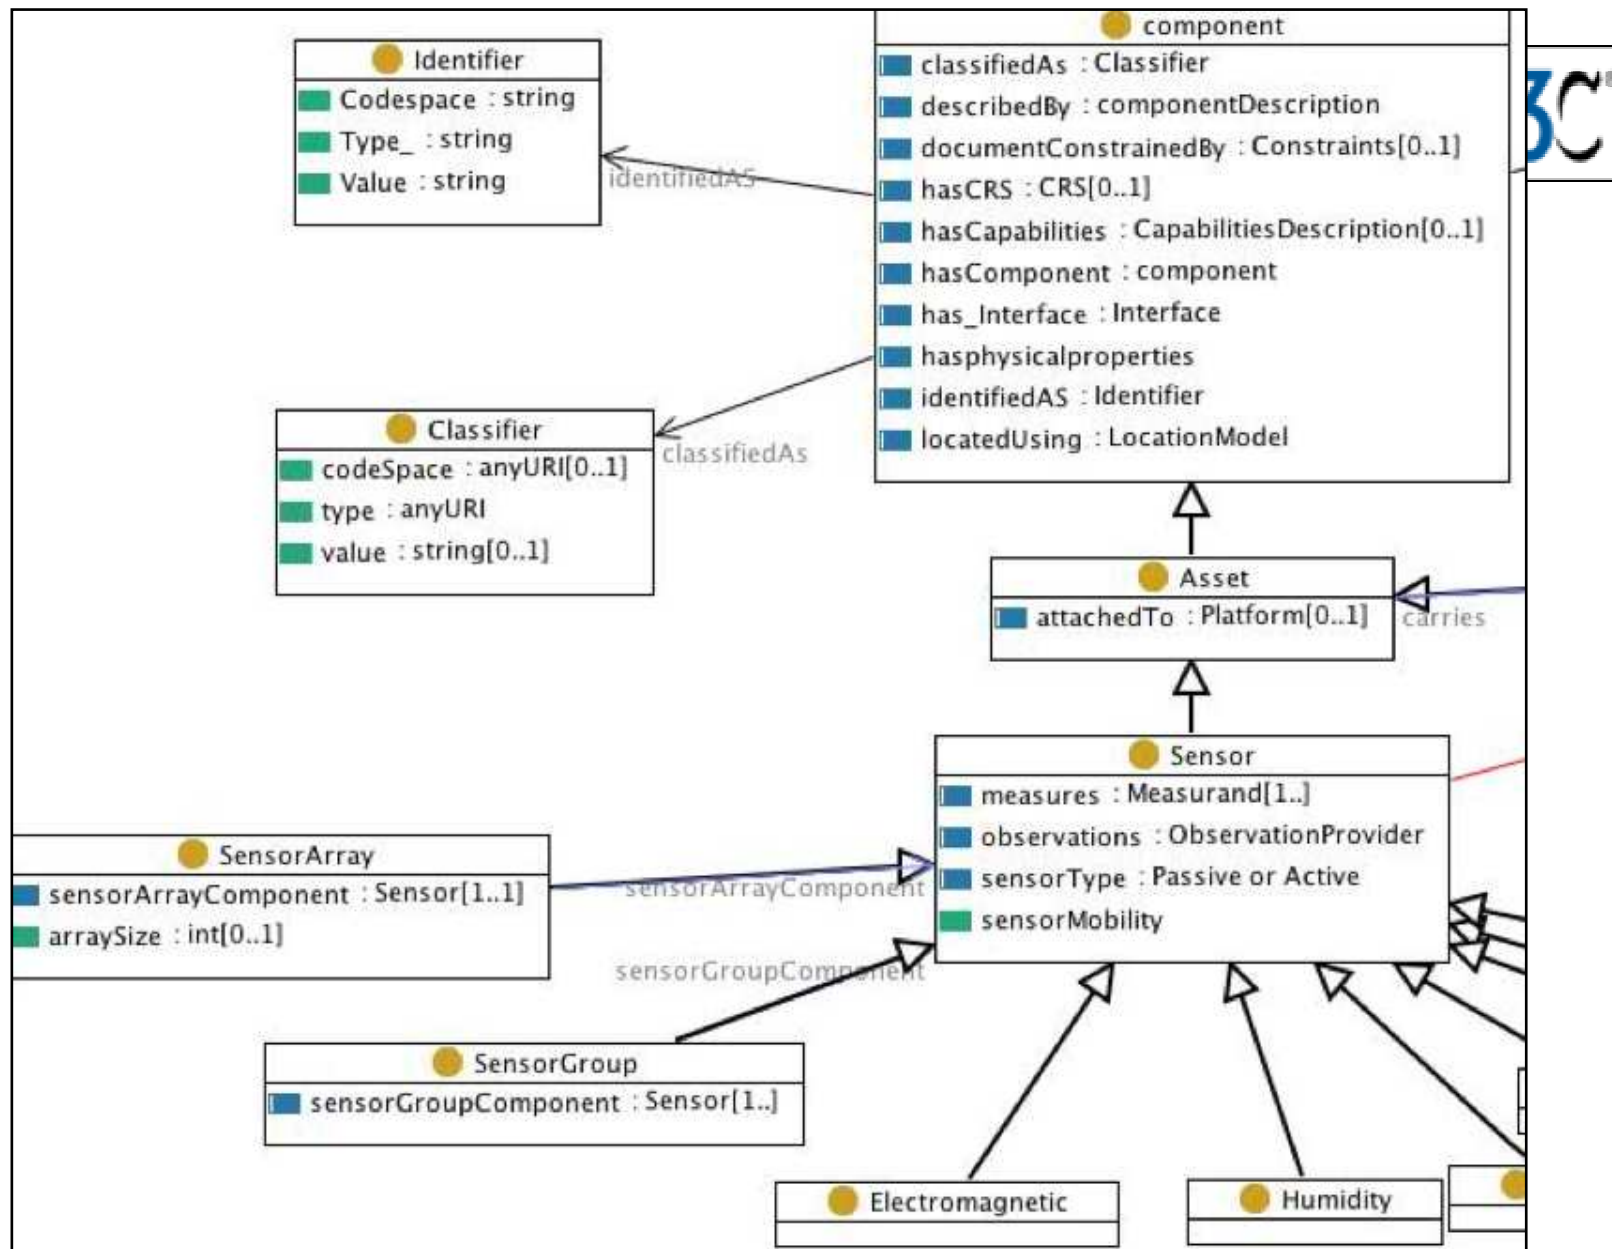 component
classifiedAs : Classifier
describedBy : componentDescription
documentConstrainedBy : Constraints[0..1]
hasCRS : CRS[0..1]
hasCapabilities : CapabilitiesDescription[0..1]
hasComponent : component
has_Interface : Interface
hasphysicalproperties
identifiedAS : Identifier
locatedUsing : LocationModel
Identifier
Codespace : string
Type_ : string
Value : string
identifiedAS
3C®
Classifier
codeSpace : anyURI[0..1]
type : anyURI
value : string[0..1]
classifiedAs
Asset
attachedTo : Platform[0..1]
carries
Sensor
measures : Measurand[1..]
observations : ObservationProvider
sensorType : Passive or Active
sensorMobility
SensorArray
sensorArrayComponent : Sensor[1..1]
arraySize : int[0..1]
sensorArrayComponent
sensorGroupComponent
SensorGroup
sensorGroupComponent : Sensor[1..]
Electromagnetic
Humidity